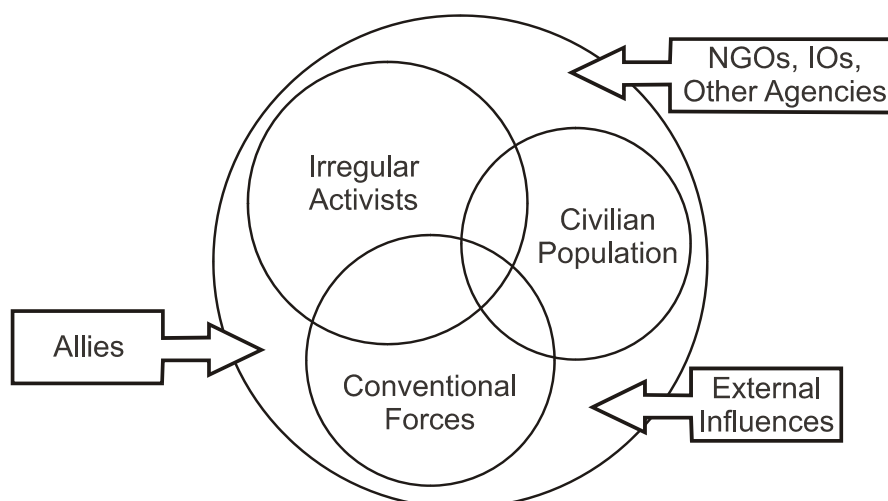 NGOs, IOs,
Other Agencies
Irregular
Activists
Civilian
Population
Allies
Conventional
Forces
External
Influences